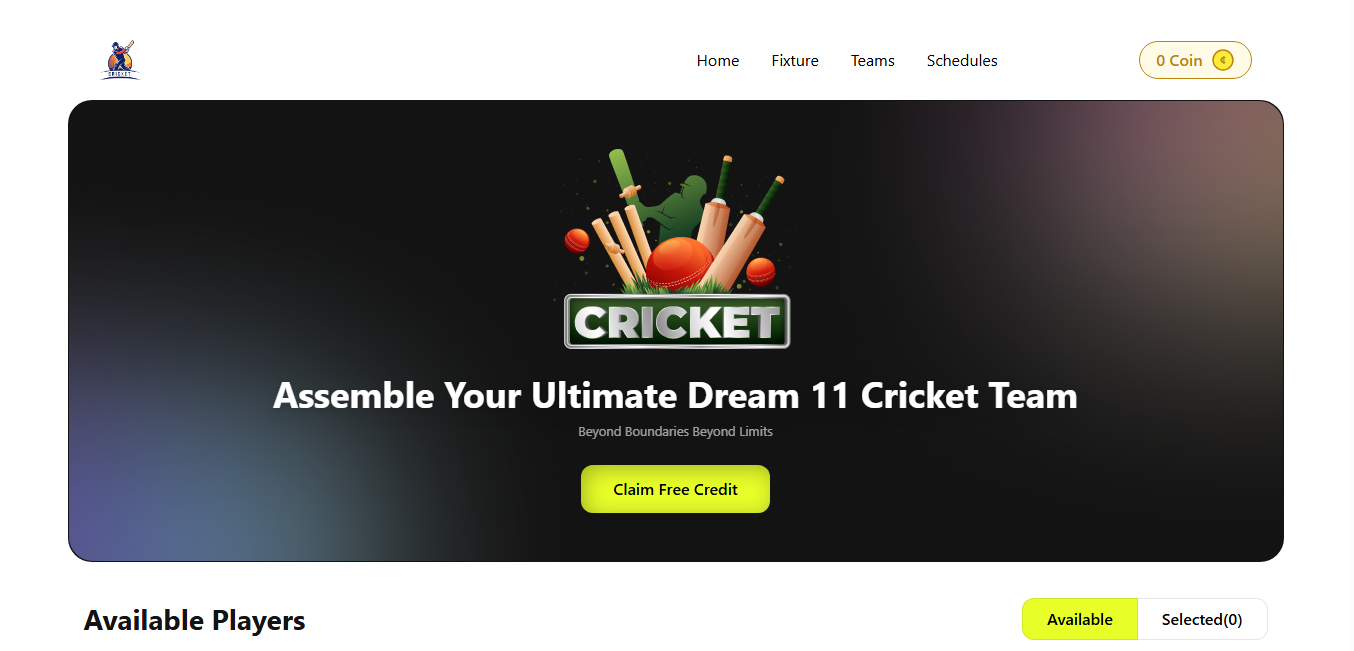 CRICKET
Home Fixture Teams Schedules
0 Coin ¢
CRICKET
Assemble Your Ultimate Dream 11 Cricket Team
Beyond Boundaries Beyond Limits
Claim Free Credit
Available Players
Available Selected(0)